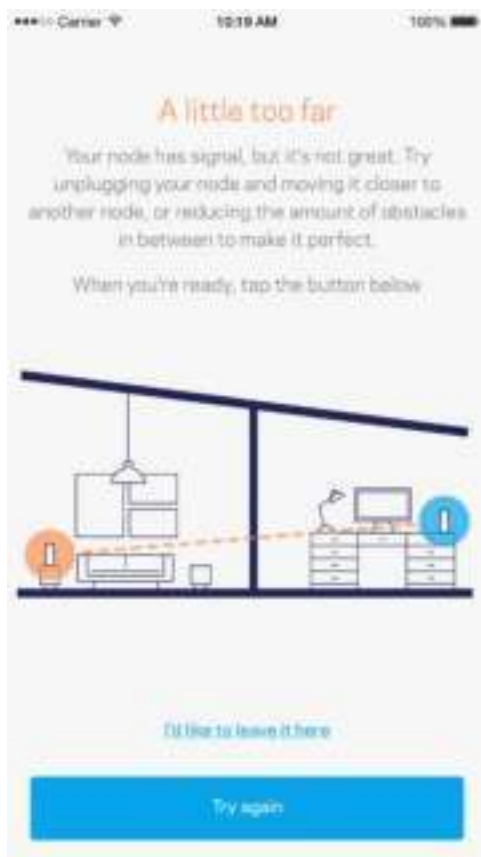 Carrier 10:19 AM 100%
A little too far
Your node has signal, but it's not great. Try
unplugging your node and moving it closer to
another node, or reducing the amount of obstacles
in between to make it perfect.
When you're ready, tap the button below
I'd like to leave it here
Try again